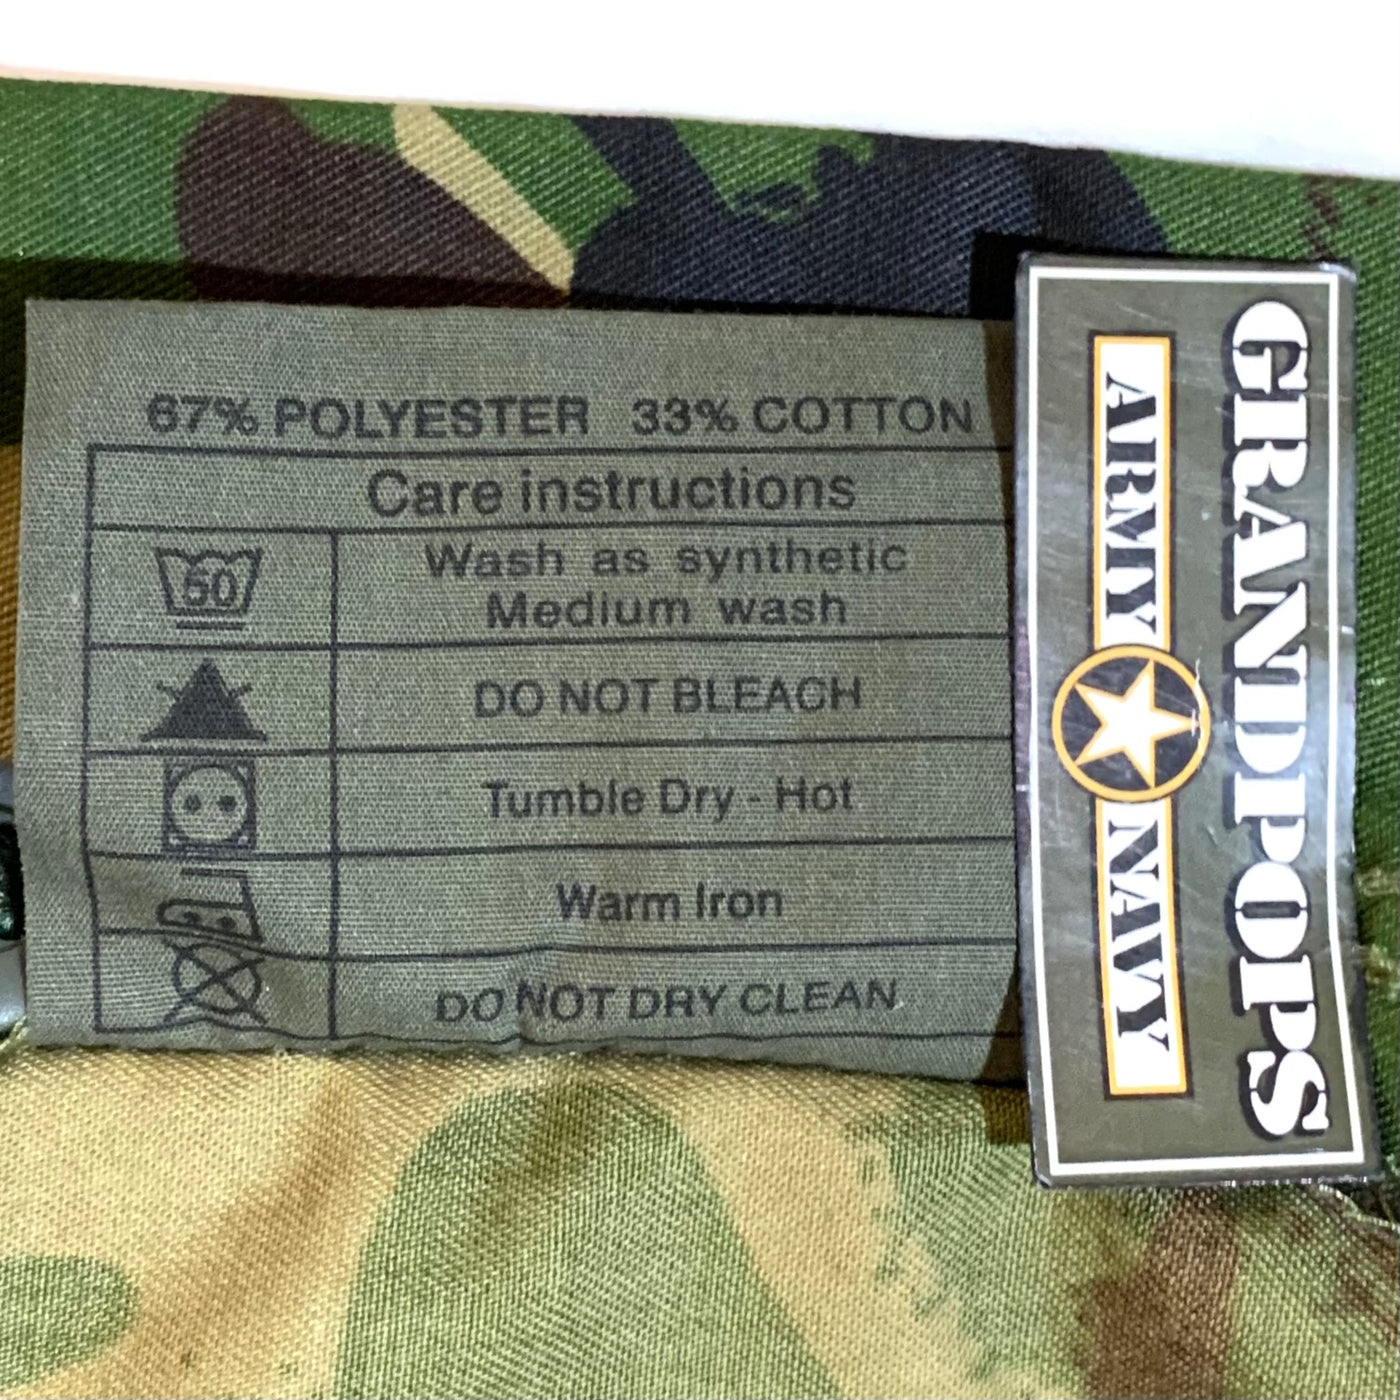 67% POLYESTER 33% COTTON
Care instructions
50
Wash as synthetic
Medium wash
DO NOT BLEACH
Tumble Dry - Hot
Warm Iron
DO NOT DRY CLEAN
GRANDPOPS
ARMY NAVY